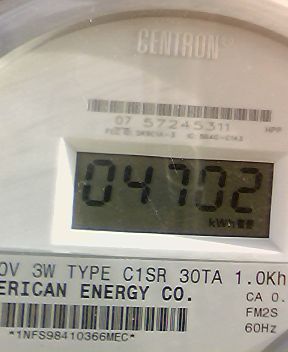 CENTRON
07 57245311
HPP
04702
kWh
0V 3W TYPE C1SR 30TA 1.0Kh
ERICAN ENERGY CO.
CA 0.
FM2S
60Hz
*1NFS98410366MEC*